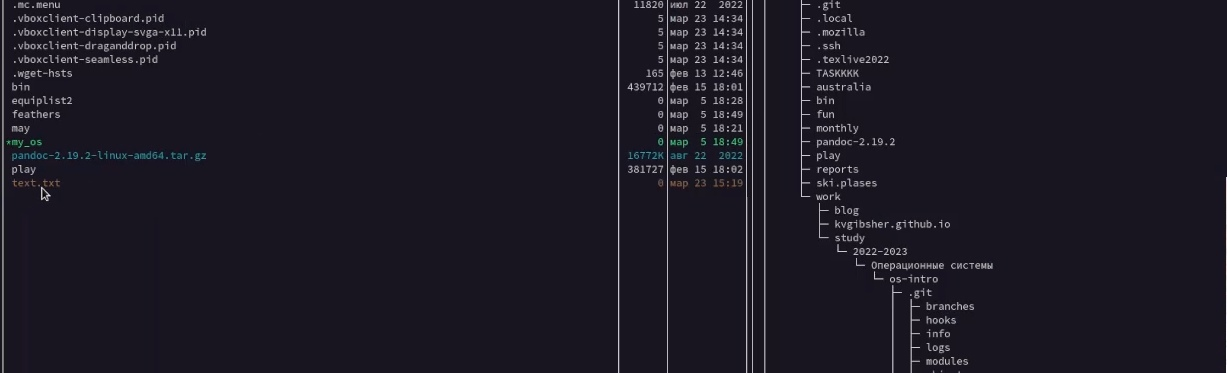 .mc.menu 11820 июл 22 2022
.vboxclient-clipboard.pid 5 мар 23 14:34
.vboxclient-display-svga-x11.pid 5 мар 23 14:34
.vboxclient-draganddrop.pid 5 мар 23 14:34
.vboxclient-seamless.pid 5 мар 23 14:34
.wget-hsts 165 фев 13 12:46
bin 439712 фев 15 18:01
equiplist2 0 мар 5 18:28
feathers 0 мар 5 18:49
may 0 мар 5 18:21
*my_os 0 мар 5 18:49
pandoc-2.19.2-linux-amd64.tar.gz 16772K авг 22 2022
play 381727 фев 15 18:02
text.txt 0 мар 23 15:19
.git
.local
.mozilla
.ssh
.texlive2022
TASKKKK
australia
bin
fun
monthly
pandoc-2.19.2
play
reports
ski.plases
work
blog
kvgibsher.github.io
study
2022-2023
Операционные системы
os-intro
.git
branches
hooks
info
logs
modules